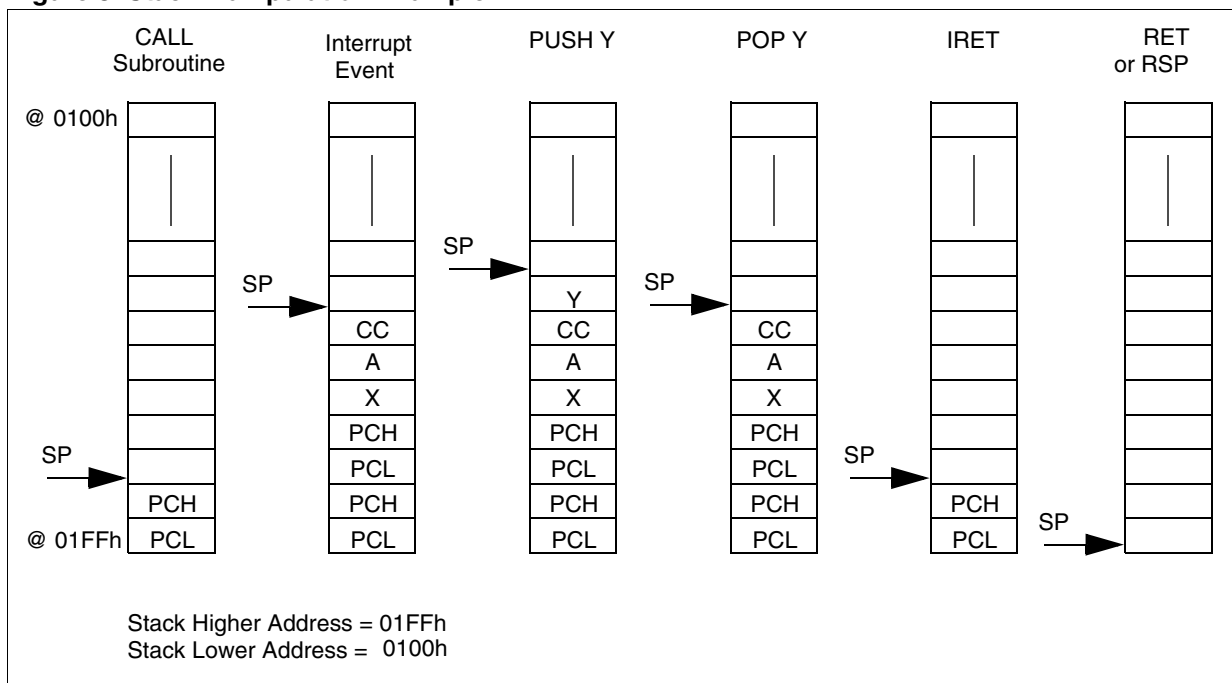 CALL
Subroutine
Interrupt
Event
PUSH Y
POP Y
IRET
RET
or RSP
@ 0100h
SP
SP
SP
Y
CC
CC
CC
A
A
A
X
X
X
PCH
PCH
PCH
SP
SP
PCL
PCL
PCL
PCH
PCH
PCH
PCH
PCH
SP
@ 01FFh
PCL
PCL
PCL
PCL
PCL
Stack Higher Address = 01FFh
Stack Lower Address = 0100h